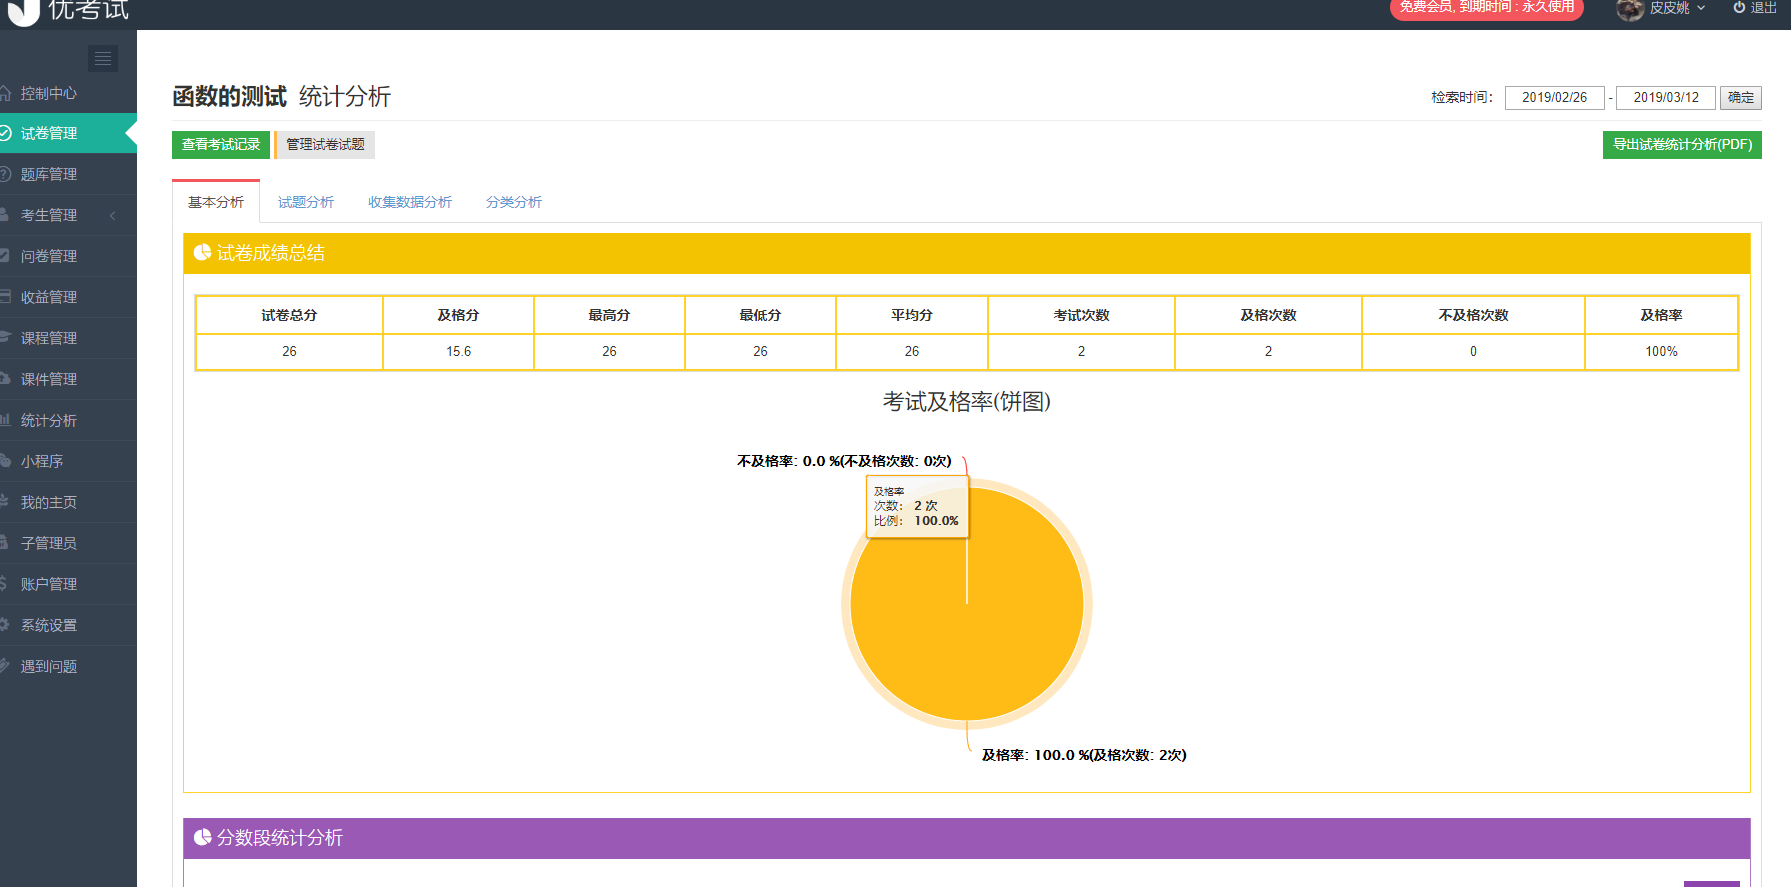 优考试
免费会员, 到期时间 : 永久使用
皮皮姚
退出
控制中心
试卷管理
题库管理
考生管理
问卷管理
收益管理
课程管理
课件管理
统计分析
小程序
我的主页
子管理员
账户管理
系统设置
遇到问题
函数的测试 统计分析
检索时间： 2019/02/26 - 2019/03/12 确定
查看考试记录 管理试卷试题
导出试卷统计分析(PDF)
基本分析 试题分析 收集数据分析 分类分析
试卷成绩总结
试卷总分 及格分 最高分 最低分 平均分 考试次数 及格次数 不及格次数 及格率
26 15.6 26 26 26 2 2 0 100%
考试及格率(饼图)
不及格率: 0.0 %(不及格次数: 0次)
及格率
次数： 2 次
比例： 100.0%
及格率: 100.0 %(及格次数: 2次)
分数段统计分析